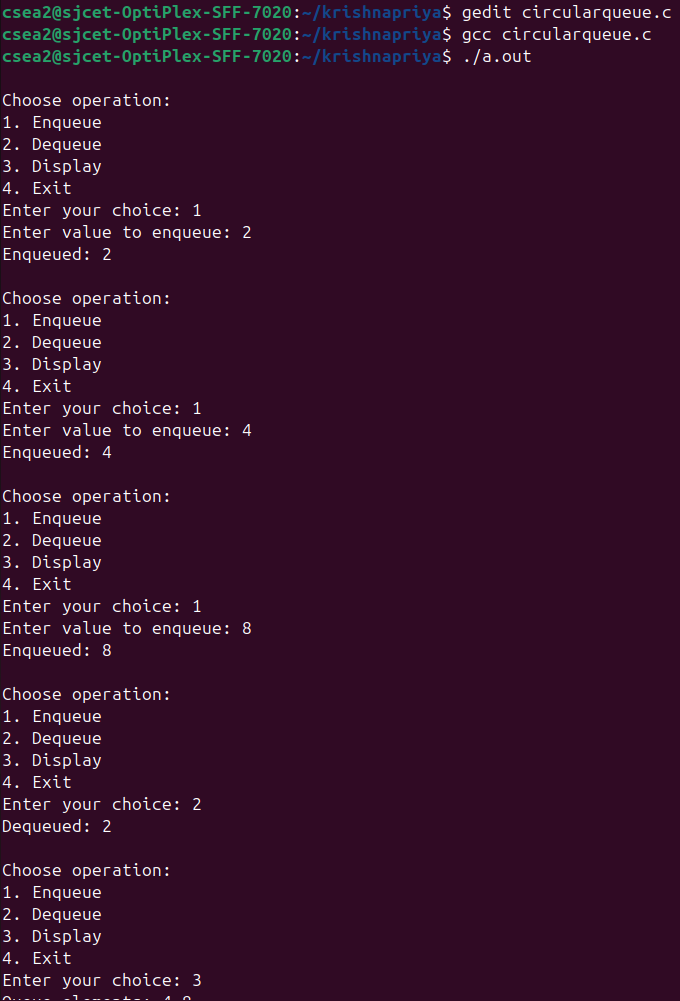 csea2@sjcet-OptiPlex-SFF-7020:~/krishnapriya$ gedit circularqueue.c
csea2@sjcet-OptiPlex-SFF-7020:~/krishnapriya$ gcc circularqueue.c
csea2@sjcet-OptiPlex-SFF-7020:~/krishnapriya$ ./a.out
Choose operation:
1. Enqueue
2. Dequeue
3. Display
4. Exit
Enter your choice: 1
Enter value to enqueue: 2
Enqueued: 2
Choose operation:
1. Enqueue
2. Dequeue
3. Display
4. Exit
Enter your choice: 1
Enter value to enqueue: 4
Enqueued: 4
Choose operation:
1. Enqueue
2. Dequeue
3. Display
4. Exit
Enter your choice: 1
Enter value to enqueue: 8
Enqueued: 8
Choose operation:
1. Enqueue
2. Dequeue
3. Display
4. Exit
Enter your choice: 2
Dequeued: 2
Choose operation:
1. Enqueue
2. Dequeue
3. Display
4. Exit
Enter your choice: 3
Queue elements: 4 8